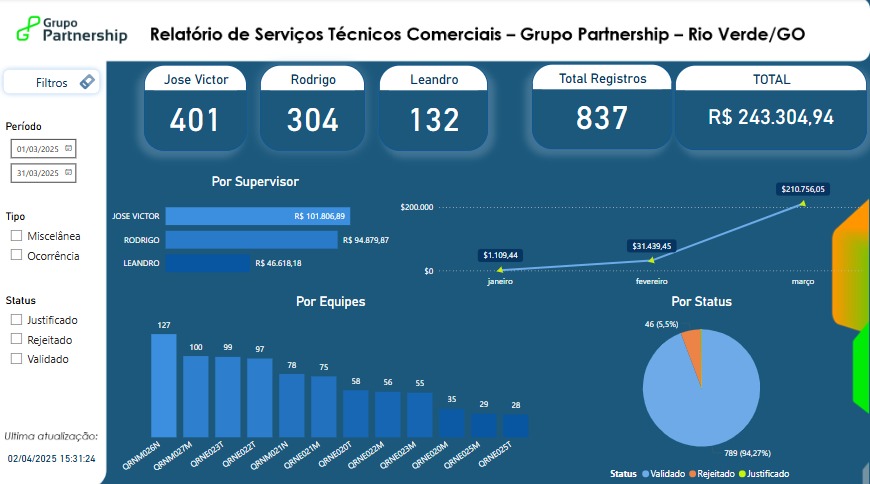 Grupo
Partnership
Relatório de Serviços Técnicos Comerciais – Grupo Partnership – Rio Verde/GO
Filtros
Período
01/03/2025
31/03/2025
Tipo
Miscelânea
Ocorrência
Status
Justificado
Rejeitado
Validado
Ultima atualização:
02/04/2025 15:31:24
Jose Victor
401
Rodrigo
304
Leandro
132
Total Registros
837
TOTAL
R$ 243.304,94
Por Supervisor
JOSE VICTOR R$ 101.806,89
RODRIGO R$ 94.879,87
LEANDRO R$ 46.618,18
$200.000
$0
$1.109,44
$31.439,45
$210.756,05
janeiro fevereiro março
Por Equipes
127 100 99 97 78 75 58 56 55 35 29 28
QRNM026N QRNM027M QRNE023T QRNE022T QRNM021N QRNE021M QRNE020T QRNE022M QRNE023M QRNE020M QRNE025M QRNE025T
Por Status
46 (5,5%)
789 (94,27%)
Status Validado Rejeitado Justificado